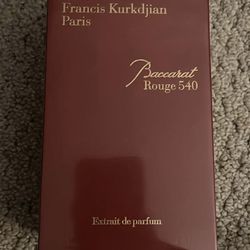 Francis Kurkdjian
Paris
Baccarat
Rouge 540
Extrait de parfum